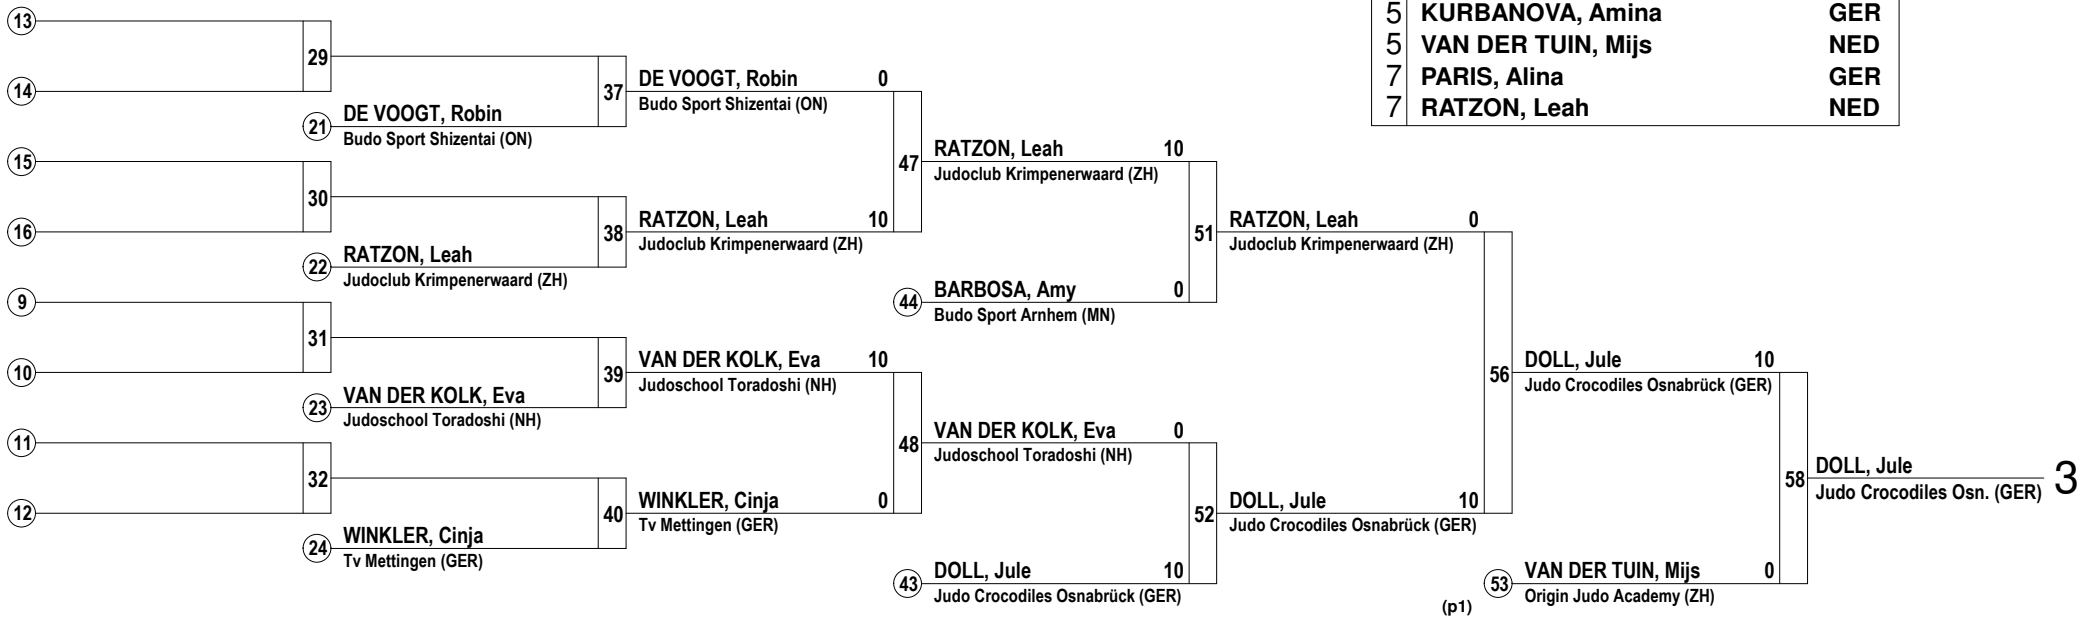 13
14
29
21
DE VOOGT, Robin
Budo Sport Shizentai (ON)
37
DE VOOGT, Robin 0
Budo Sport Shizentai (ON)
15
16
30
22
RATZON, Leah
Judoclub Krimpenerwaard (ZH)
38
RATZON, Leah 10
Judoclub Krimpenerwaard (ZH)
47
RATZON, Leah 10
Judoclub Krimpenerwaard (ZH)
44
BARBOSA, Amy 0
Budo Sport Arnhem (MN)
51
RATZON, Leah 0
Judoclub Krimpenerwaard (ZH)
9
10
31
23
VAN DER KOLK, Eva
Judoschool Toradoshi (NH)
39
VAN DER KOLK, Eva 10
Judoschool Toradoshi (NH)
11
12
32
24
WINKLER, Cinja
Tv Mettingen (GER)
40
WINKLER, Cinja 0
Tv Mettingen (GER)
48
VAN DER KOLK, Eva 0
Judoschool Toradoshi (NH)
43
DOLL, Jule 10
Judo Crocodiles Osnabrück (GER)
52
DOLL, Jule 10
Judo Crocodiles Osnabrück (GER)
56
DOLL, Jule 10
Judo Crocodiles Osnabrück (GER)
(p1)
53
VAN DER TUIN, Mijs 0
Origin Judo Academy (ZH)
58
DOLL, Jule
Judo Crocodiles Osn. (GER)
3
5 KURBANOVA, Amina GER
5 VAN DER TUIN, Mijs NED
7 PARIS, Alina GER
7 RATZON, Leah NED